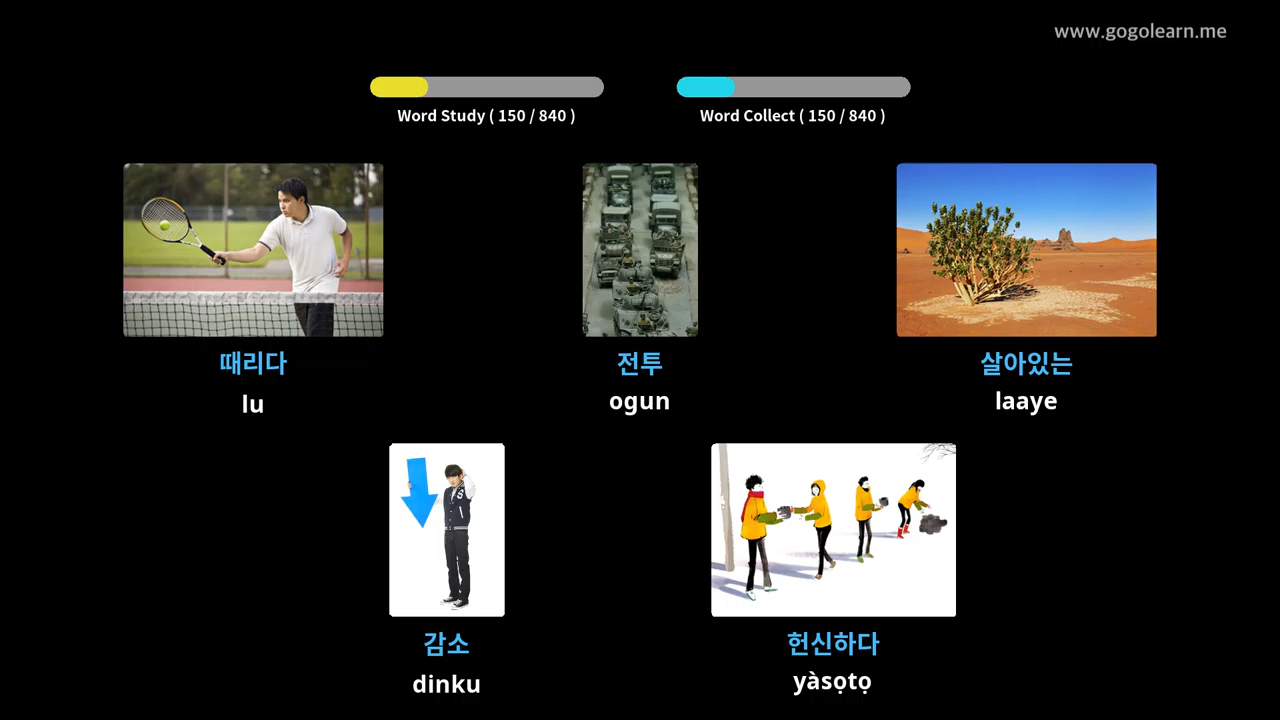 www.gogolearn.me
Word Study ( 150 / 840 )
Word Collect ( 150 / 840 )
때리다
lu
전투
ogun
살아있는
laaye
감소
dinku
헌신하다
yàsọtọ